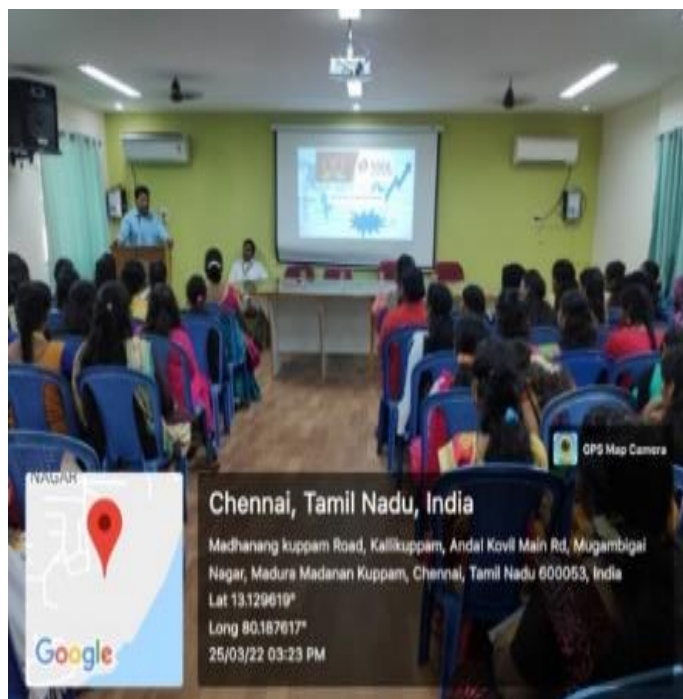 GPS Map Camera
NAGAR
Google
Chennai, Tamil Nadu, India
Madhanang kuppam Road, Kallikuppam, Andal Kovil Main Rd, Mugambigai
Nagar, Madura Madanan Kuppam, Chennai, Tamil Nadu 600053, India
Lat 13.129619°
Long 80.187617°
25/03/22 03:23 PM